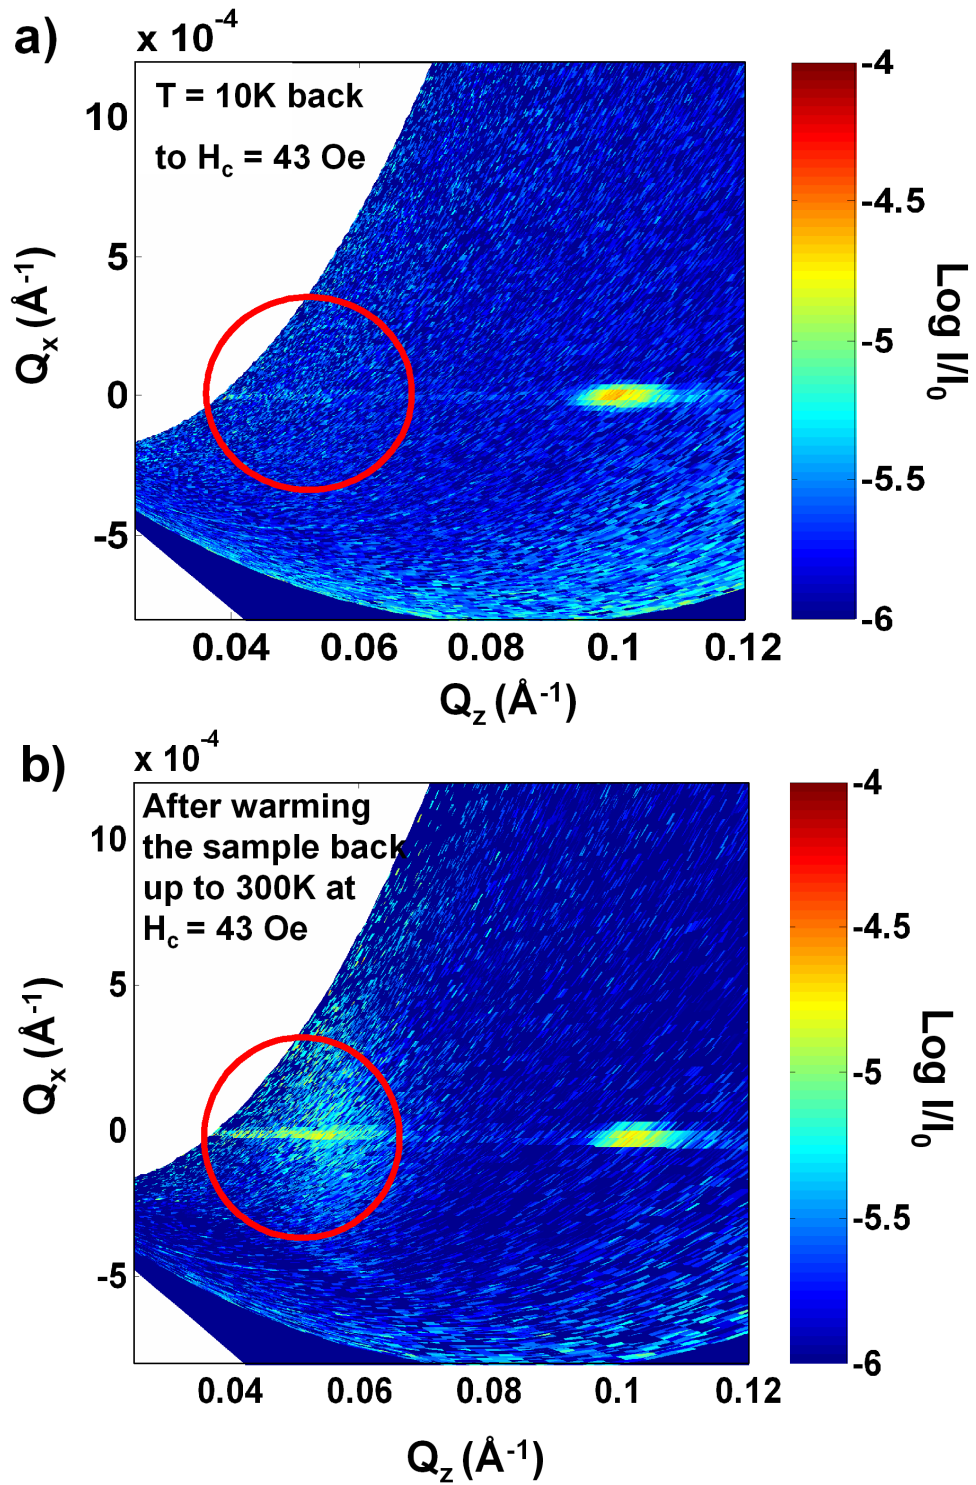 a)
x 10⁻⁴
T = 10K back
to H_c = 43 Oe
10
5
0
-5
Q_x (Å⁻¹)
0.04 0.06 0.08 0.1 0.12
Q_z (Å⁻¹)
-4
-4.5
-5
-5.5
-6
Log I/I₀
b)
x 10⁻⁴
After warming
the sample back
up to 300K at
H_c = 43 Oe
10
5
0
-5
Q_x (Å⁻¹)
0.04 0.06 0.08 0.1 0.12
Q_z (Å⁻¹)
-4
-4.5
-5
-5.5
-6
Log I/I₀